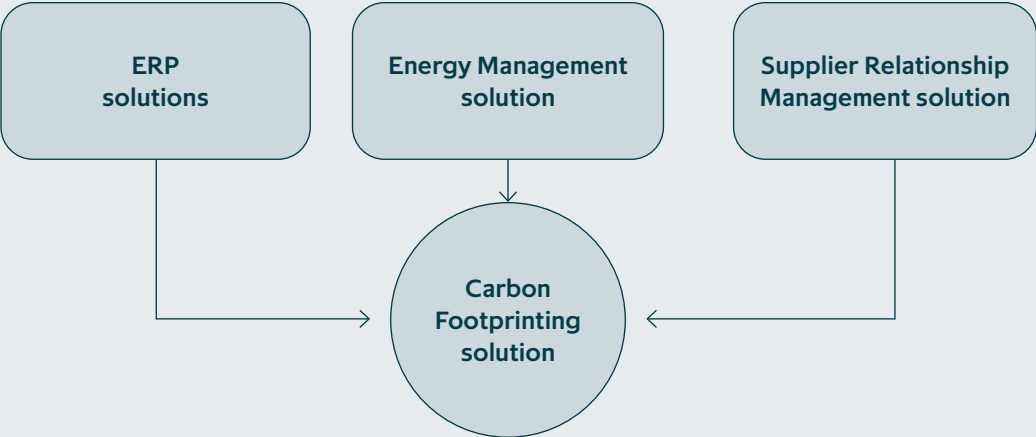 ERP
solutions
Energy Management
solution
Supplier Relationship
Management solution
Carbon
Footprinting
solution